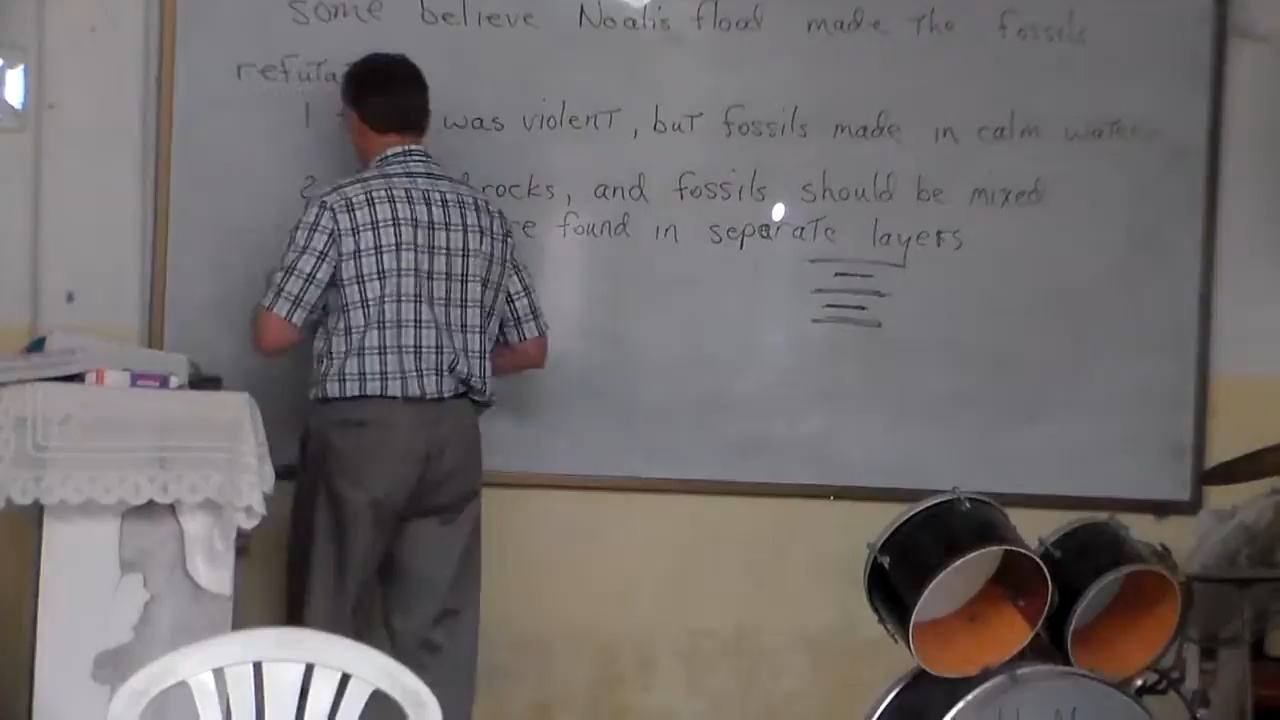 some believe Noah's flood made the fossils
refuta
1 was violent, but fossils made in calm water
2 rocks, and fossils should be mixed
re found in separate layers